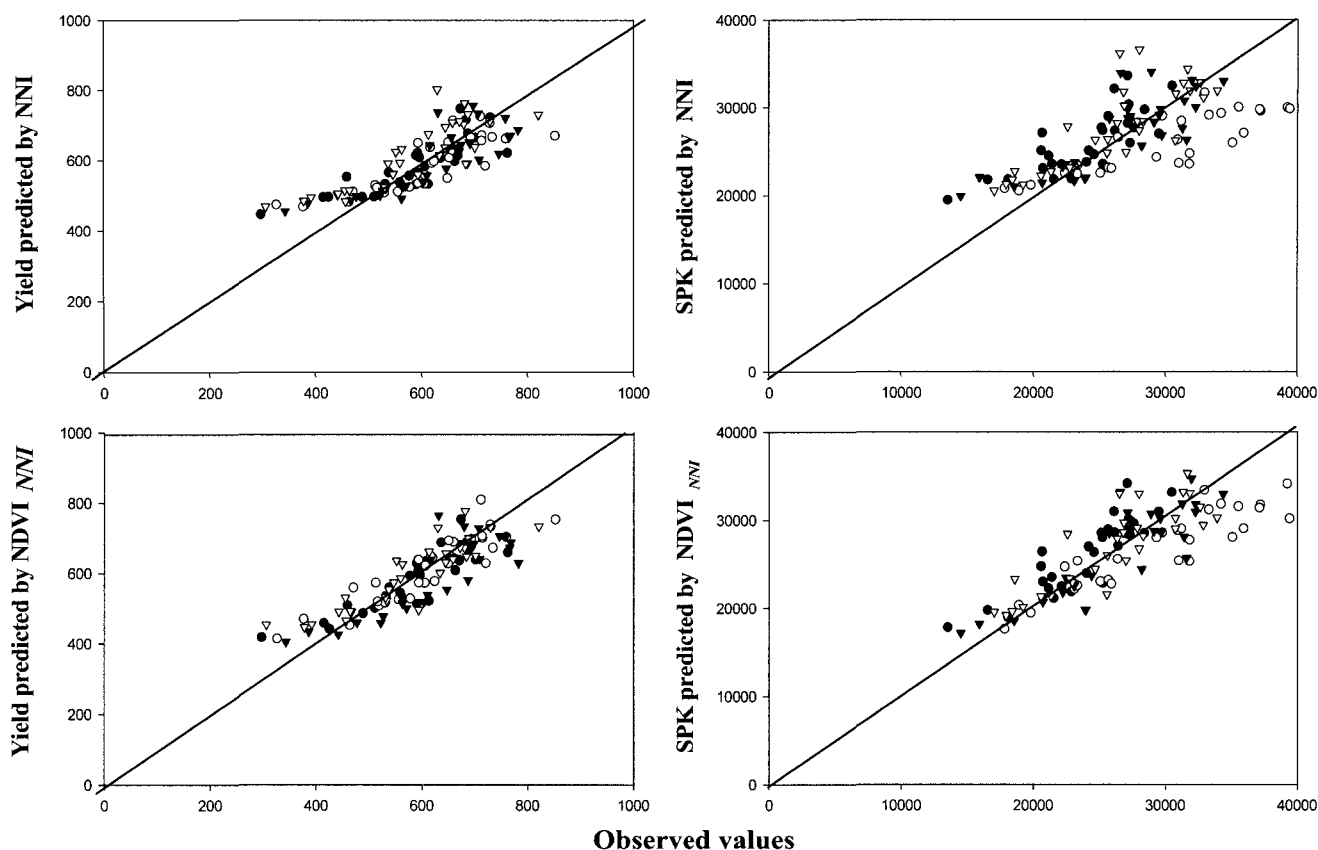 Yield predicted by NNI
1000
800
600
400
200
0
0 200 400 600 800 1000
SPK predicted by NNI
40000
30000
20000
10000
0
0 10000 20000 30000 40000
Yield predicted by NDVI NNI
1000
800
600
400
200
0
0 200 400 600 800 1000
SPK predicted by NDVI NNI
40000
30000
20000
10000
0
0 10000 20000 30000 40000
Observed values